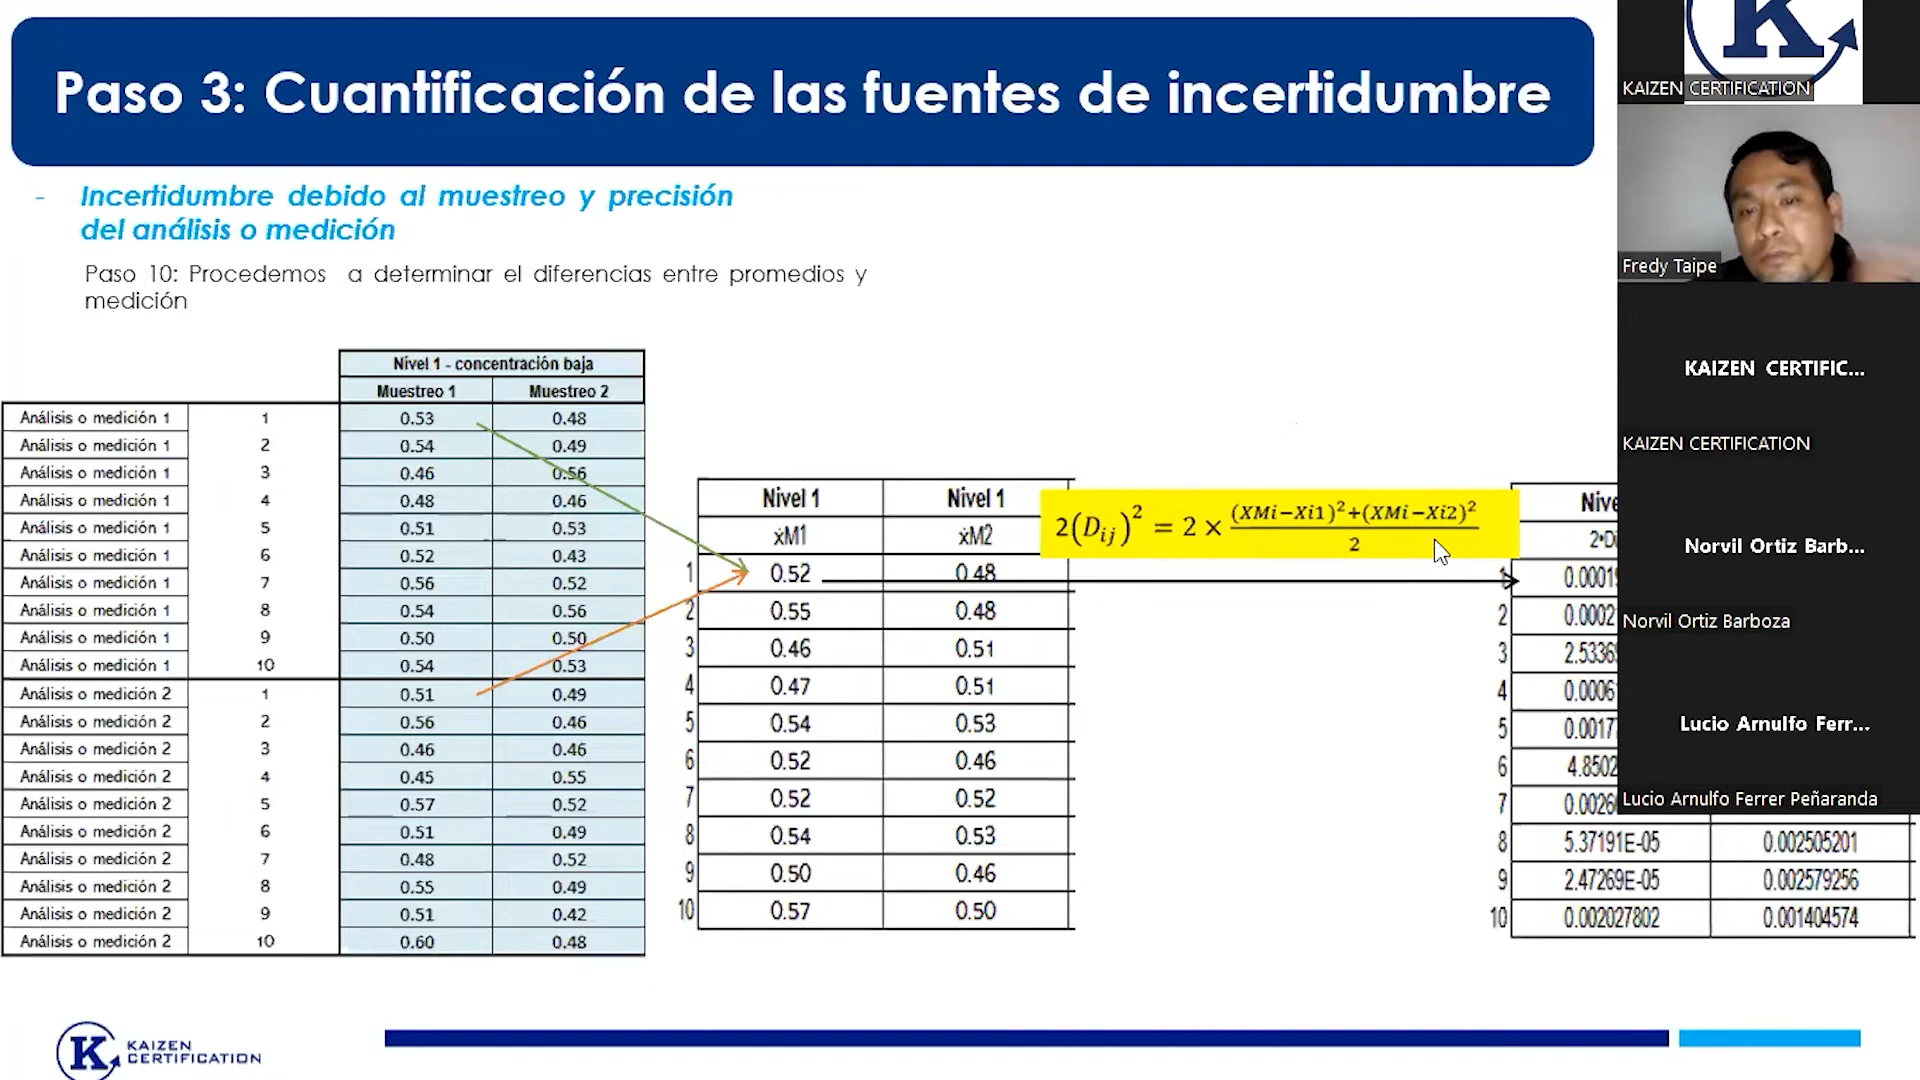 Paso 3: Cuantificación de las fuentes de incertidumbre
- Incertidumbre debido al muestreo y precisión
del análisis o medición
Paso 10: Procedemos a determinar el diferencias entre promedios y
medición
Nivel 1 - concentración baja
Muestreo 1 Muestreo 2
Análisis o medición 1 1 0.53 0.48
Análisis o medición 1 2 0.54 0.49
Análisis o medición 1 3 0.46 0.56
Análisis o medición 1 4 0.48 0.46
Análisis o medición 1 5 0.51 0.53
Análisis o medición 1 6 0.52 0.43
Análisis o medición 1 7 0.56 0.52
Análisis o medición 1 8 0.54 0.56
Análisis o medición 1 9 0.50 0.50
Análisis o medición 1 10 0.54 0.53
Análisis o medición 2 1 0.51 0.49
Análisis o medición 2 2 0.56 0.46
Análisis o medición 2 3 0.46 0.46
Análisis o medición 2 4 0.45 0.55
Análisis o medición 2 5 0.57 0.52
Análisis o medición 2 6 0.51 0.49
Análisis o medición 2 7 0.48 0.52
Análisis o medición 2 8 0.55 0.49
Análisis o medición 2 9 0.51 0.42
Análisis o medición 2 10 0.60 0.48
Nivel 1 Nivel 1
ẋM1 ẋM2
1 0.52 0.48
2 0.55 0.48
3 0.46 0.51
4 0.47 0.51
5 0.54 0.53
6 0.52 0.46
7 0.52 0.52
8 0.54 0.53
9 0.50 0.46
10 0.57 0.50
2(D_ij)² = 2 × ((XMi−Xi1)²+(XMi−Xi2)²)/2
Nive
2*D
1 0.0001
2 0.0002
3 2.5336
4 0.0006
5 0.0017
6 4.8502
7 0.0026
8 5.37191E-05 0.002505201
9 2.47269E-05 0.002579256
10 0.002027802 0.001404574
K
KAIZEN CERTIFICATION
Fredy Taipe
KAIZEN CERTIFIC...
KAIZEN CERTIFICATION
Norvil Ortiz Barb...
Norvil Ortiz Barboza
Lucio Arnulfo Ferr...
Lucio Arnulfo Ferrer Peñaranda
K KAIZEN
CERTIFICATION